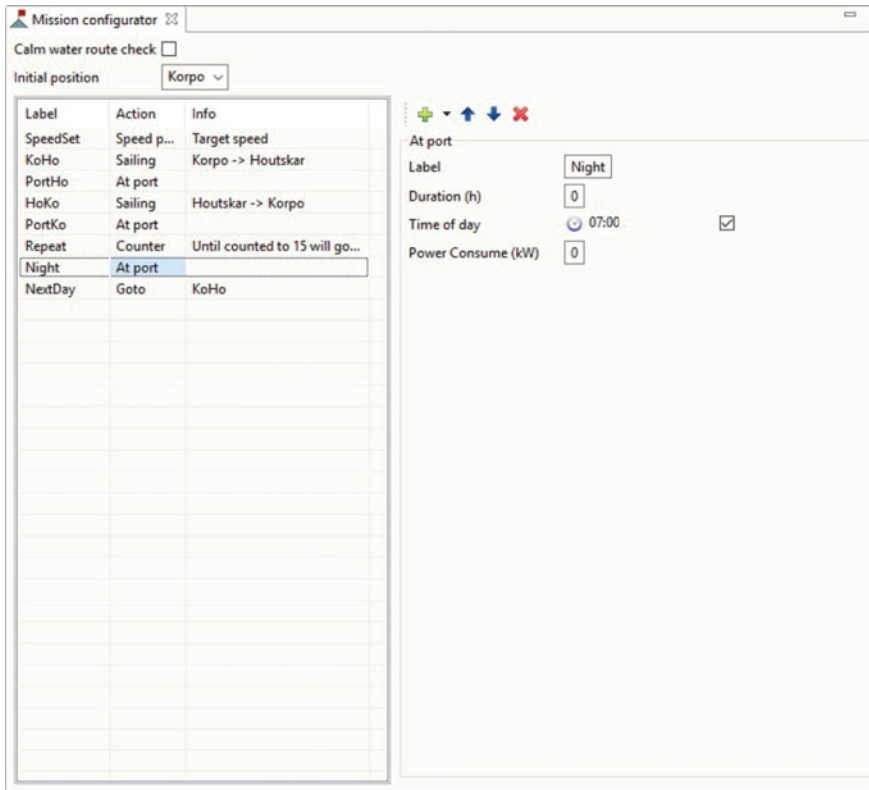 Mission configurator
Calm water route check
Initial position Korpo
Label Action Info
SpeedSet Speed p... Target speed
KoHo Sailing Korpo -> Houtskar
PortHo At port
HoKo Sailing Houtskar -> Korpo
PortKo At port
Repeat Counter Until counted to 15 will go...
Night At port
NextDay Goto KoHo
At port
Label Night
Duration (h) 0
Time of day 07:00
Power Consume (kW) 0